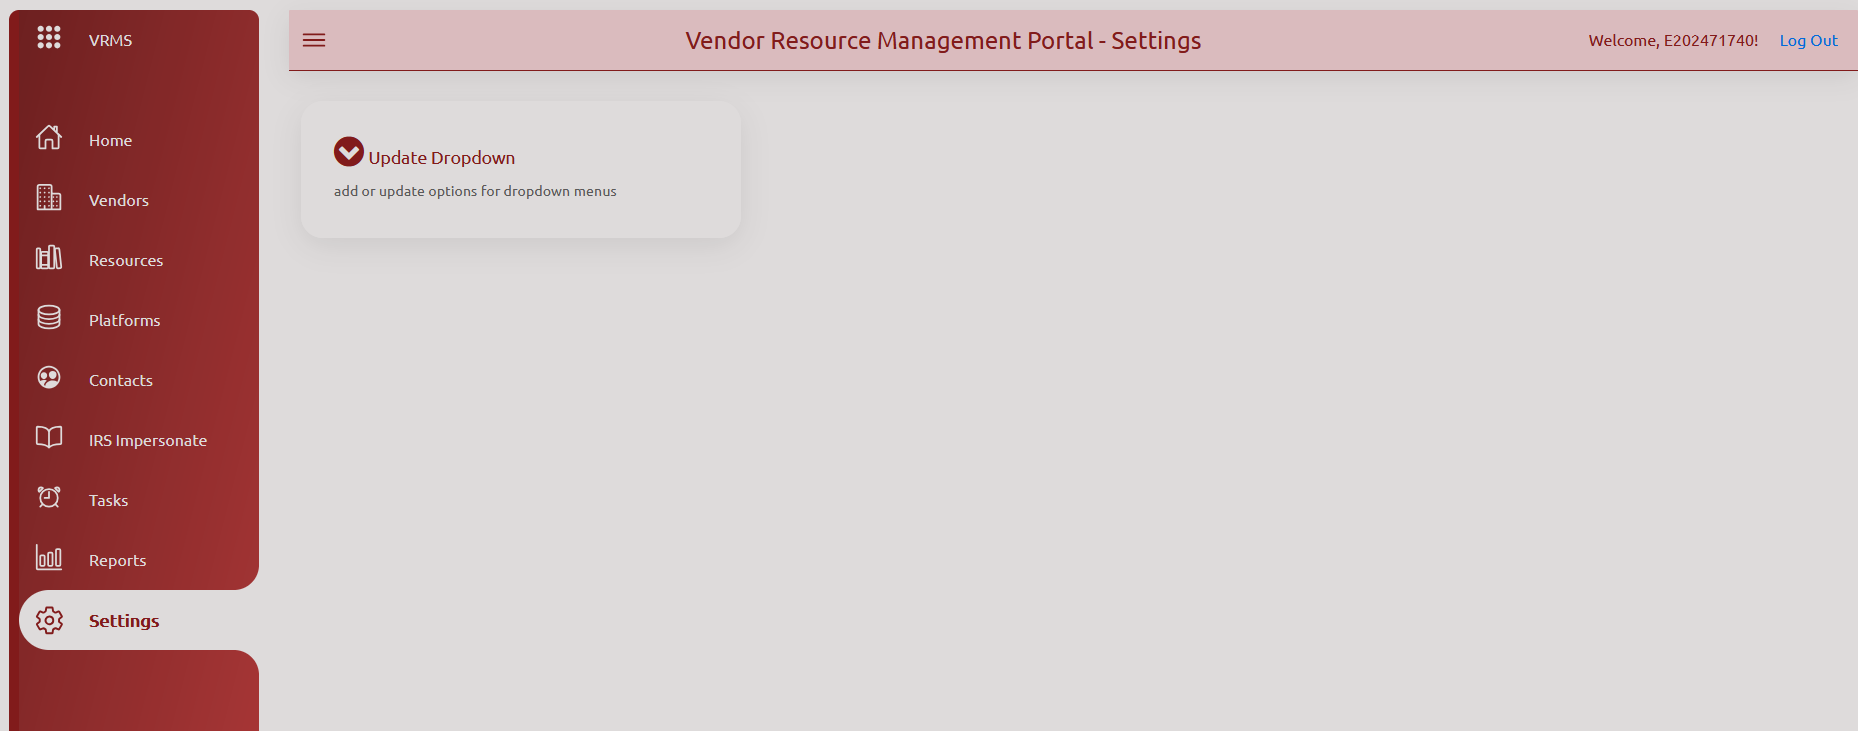 VRMS
Home
Vendors
Resources
Platforms
Contacts
IRS Impersonate
Tasks
Reports
Settings
Vendor Resource Management Portal - Settings
Welcome, E202471740!
Log Out
Update Dropdown
add or update options for dropdown menus